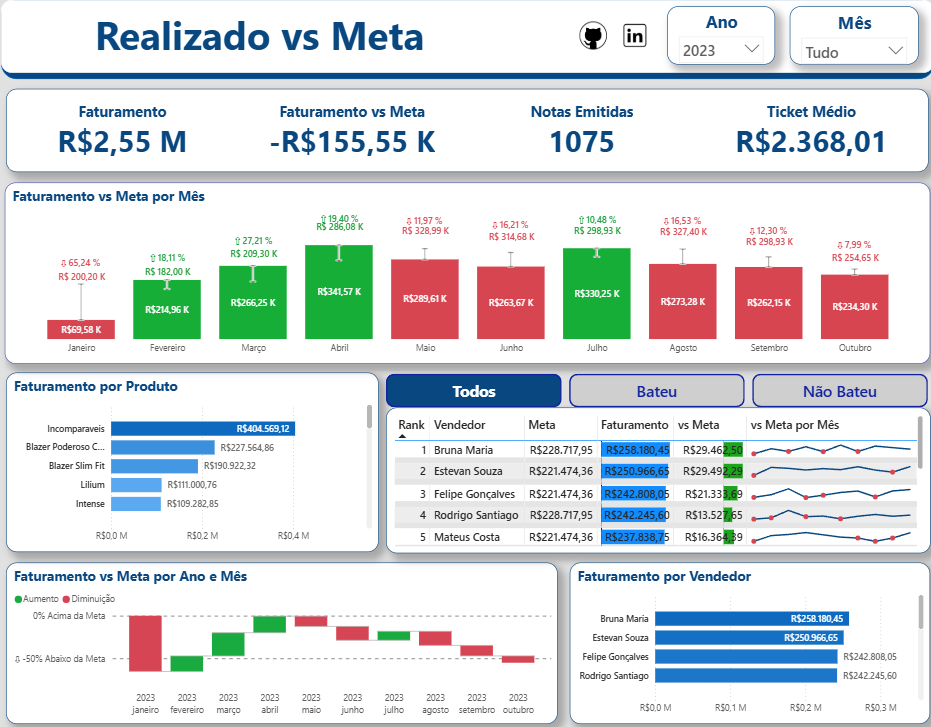 Realizado vs Meta
in
Ano
2023
Mês
Tudo
Faturamento
R$2,55 M
Faturamento vs Meta
-R$155,55 K
Notas Emitidas
1075
Ticket Médio
R$2.368,01
Faturamento vs Meta por Mês
⇩ 65,24 %
R$ 200,20 K
R$69,58 K
Janeiro
⇧ 18,11 %
R$ 182,00 K
R$214,96 K
Fevereiro
⇧ 27,21 %
R$ 209,30 K
R$266,25 K
Março
⇧ 19,40 %
R$ 286,08 K
R$341,57 K
Abril
⇩ 11,97 %
R$ 328,99 K
R$289,61 K
Maio
⇩ 16,21 %
R$ 314,68 K
R$263,67 K
Junho
⇧ 10,48 %
R$ 298,93 K
R$330,25 K
Julho
⇩ 16,53 %
R$ 327,40 K
R$273,28 K
Agosto
⇩ 12,30 %
R$ 298,93 K
R$262,15 K
Setembro
⇩ 7,99 %
R$ 254,65 K
R$234,30 K
Outubro
Faturamento por Produto
Incomparaveis R$404.569,12
Blazer Poderoso C... R$227.564,86
Blazer Slim Fit R$190.922,32
Lilium R$111.000,76
Intense R$109.282,85
R$0,0 M R$0,2 M R$0,4 M
Todos
Bateu
Não Bateu
Rank Vendedor Meta Faturamento vs Meta vs Meta por Mês
1 Bruna Maria R$228.717,95 R$258.180,45 R$29.462,50
2 Estevan Souza R$221.474,36 R$250.966,65 R$29.492,29
3 Felipe Gonçalves R$221.474,36 R$242.808,05 R$21.333,69
4 Rodrigo Santiago R$228.717,95 R$242.245,60 R$13.527,65
5 Mateus Costa R$221.474,36 R$237.838,75 R$16.364,39
Faturamento vs Meta por Ano e Mês
Aumento Diminuição
0% Acima da Meta
⇩ -50% Abaixo da Meta
2023 2023 2023 2023 2023 2023 2023 2023 2023 2023
janeiro fevereiro março abril maio junho julho agosto setembro outubro
Faturamento por Vendedor
Bruna Maria R$258.180,45
Estevan Souza R$250.966,65
Felipe Gonçalves R$242.808,05
Rodrigo Santiago R$242.245,60
R$0,0 M R$0,1 M R$0,2 M R$0,3 M